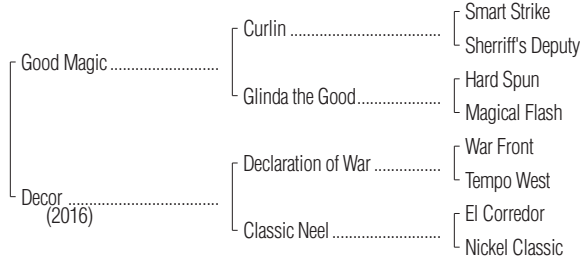 Smart Strike
Curlin ..........................................
Sherriff's Deputy
Good Magic ..............................
Hard Spun
Glinda the Good.......................
Magical Flash
War Front
Declaration of War ...................
Tempo West
Decor ..........................................
(2016)
El Corredor
Classic Neel ..............................
Nickel Classic